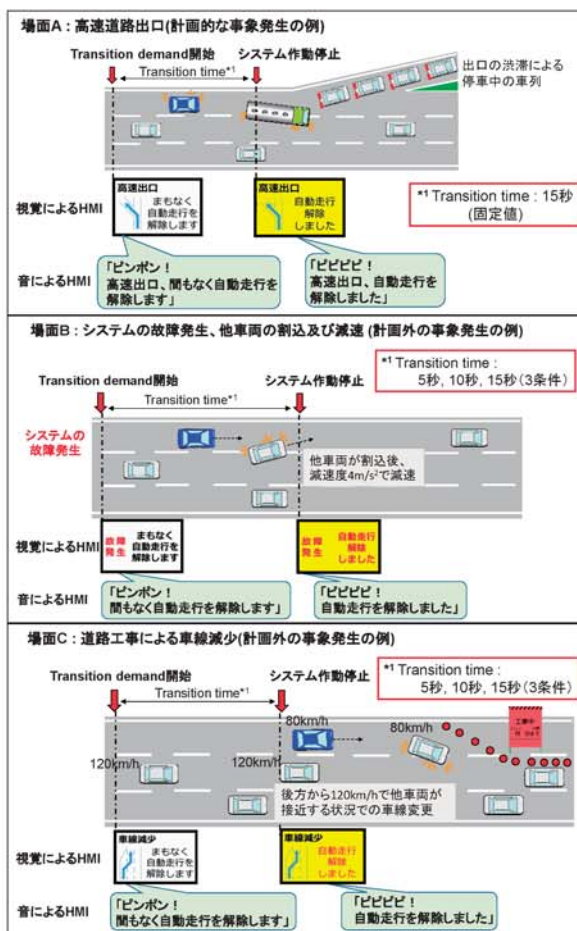 場面A：高速道路出口(計画的な事象発生の例)
Transition demand開始
システム作動停止
Transition time*1
出口の渋滞による
停車中の車列
視覚によるHMI
高速出口
まもなく
自動走行を
解除します
高速出口
自動走行
解除
しました
*1 Transition time：15秒
(固定値)
音によるHMI
「ピンポン！
高速出口、間もなく自動走行を
解除します」
「ピピピピ！
高速出口、自動走行を
解除しました」
場面B：システムの故障発生、他車両の割込及び減速 (計画外の事象発生の例)
*1 Transition time：
5秒, 10秒, 15秒(3条件)
Transition demand開始
システム作動停止
Transition time*1
システムの
故障発生
他車両が割込後、
減速度4m/s²で減速
視覚によるHMI
故障
発生
まもなく
自動走行を
解除します
故障
発生
自動走行
解除
しました
音によるHMI
「ピンポン！
間もなく自動走行を解除します」
「ピピピピ！
自動走行を解除しました」
場面C：道路工事による車線減少(計画外の事象発生の例)
Transition demand開始
システム作動停止
*1 Transition time：
5秒, 10秒, 15秒(3条件)
Transition time*1
80km/h
80km/h
工事中
120km/h
120km/h
後方から120km/hで他車両が
接近する状況での車線変更
視覚によるHMI
車線減少
まもなく
自動走行を
解除します
車線減少
自動走行
解除
しました
音によるHMI
「ピンポン！
間もなく自動走行を解除します」
「ピピピピ！
自動走行を解除しました」